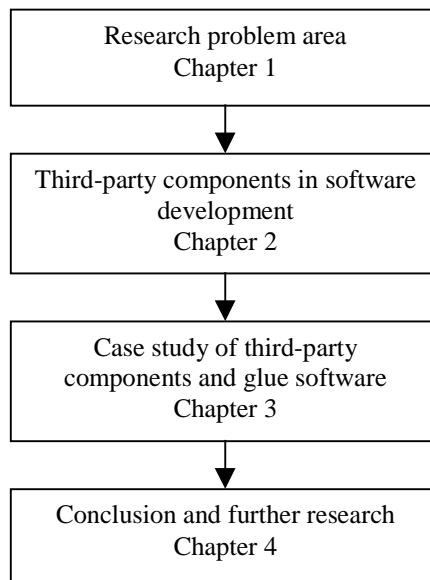 Research problem area
Chapter 1
Third-party components in software
development
Chapter 2
Case study of third-party
components and glue software
Chapter 3
Conclusion and further research
Chapter 4